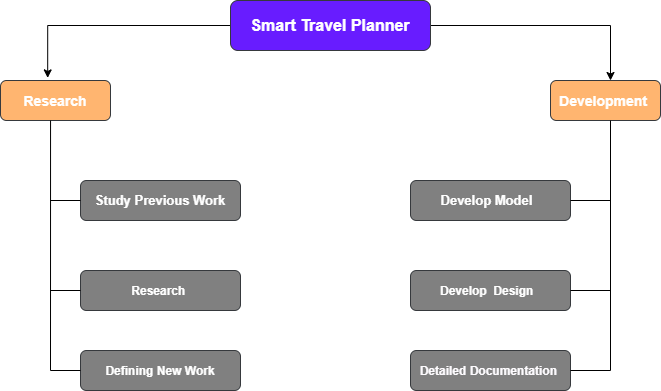 Smart Travel Planner
Research
Development
Study Previous Work
Develop Model
Research
Develop  Design
Defining New Work
Detailed Documentation